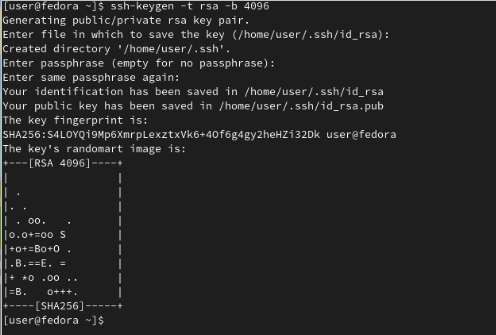 [user@fedora ~]$ ssh-keygen -t rsa -b 4096
Generating public/private rsa key pair.
Enter file in which to save the key (/home/user/.ssh/id_rsa):
Created directory '/home/user/.ssh'.
Enter passphrase (empty for no passphrase):
Enter same passphrase again:
Your identification has been saved in /home/user/.ssh/id_rsa
Your public key has been saved in /home/user/.ssh/id_rsa.pub
The key fingerprint is:
SHA256:S4LOYQi9Mp6XmrpLexztxVk6+4Of6g4gy2heHZi32Dk user@fedora
The key's randomart image is:
+---[RSA 4096]----+
|                 |
| .               |
|. .              |
| . oo.   .       |
|o.o+=oo S        |
|+o+=Bo+O .       |
|.B.==E. =        |
|+ *o .oo ..      |
|=B.   o+++.      |
+----[SHA256]-----+
[user@fedora ~]$